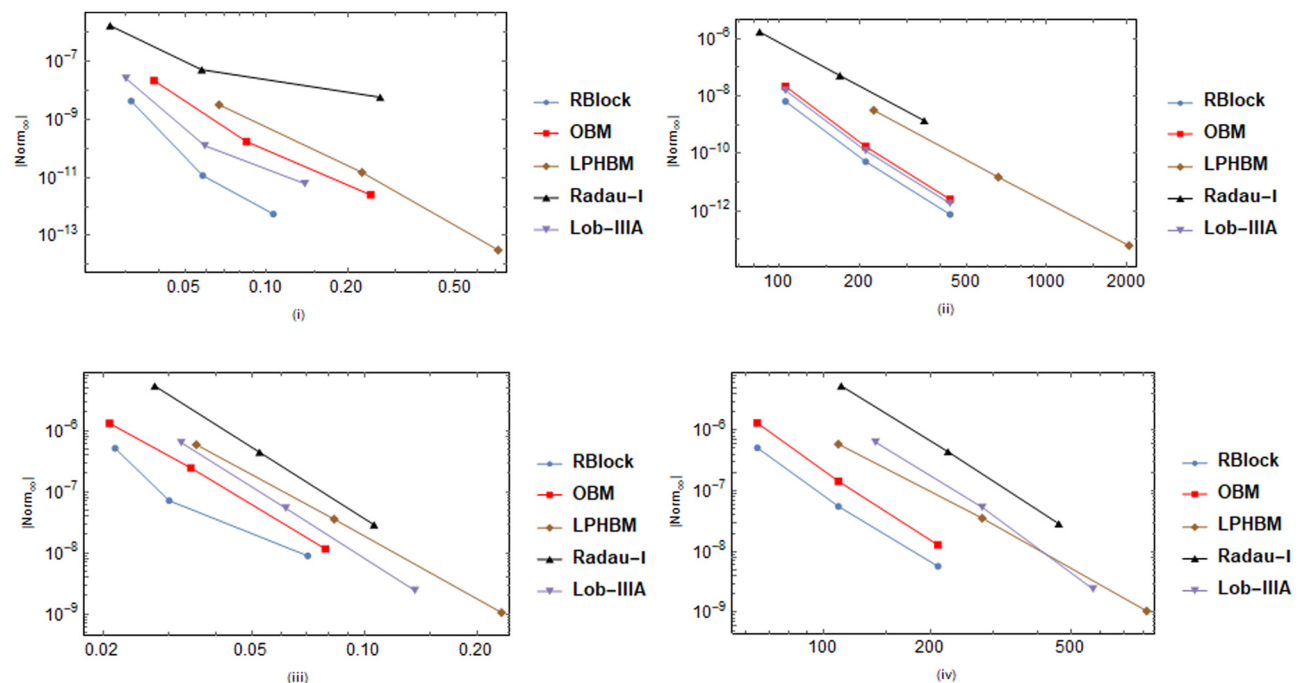 |Norm∞|
10⁻⁷
10⁻⁹
10⁻¹¹
10⁻¹³
0.05 0.10 0.20 0.50
(i)
RBlock
OBM
LPHBM
Radau-I
Lob-IIIA
|Norm∞|
10⁻⁶
10⁻⁸
10⁻¹⁰
10⁻¹²
100 200 500 1000 2000
(ii)
RBlock
OBM
LPHBM
Radau-I
Lob-IIIA
|Norm∞|
10⁻⁶
10⁻⁷
10⁻⁸
10⁻⁹
0.02 0.05 0.10 0.20
(iii)
RBlock
OBM
LPHBM
Radau-I
Lob-IIIA
|Norm∞|
10⁻⁶
10⁻⁷
10⁻⁸
10⁻⁹
100 200 500
(iv)
RBlock
OBM
LPHBM
Radau-I
Lob-IIIA